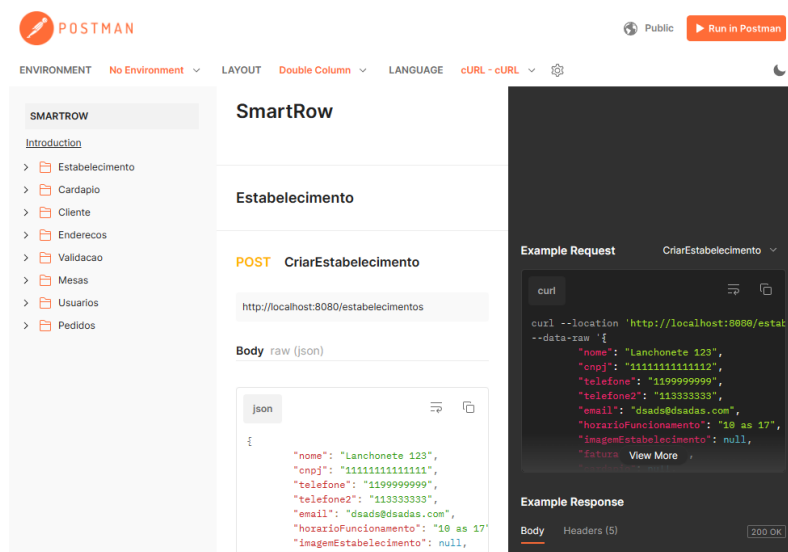 POSTMAN
Public
Run in Postman
ENVIRONMENT No Environment LAYOUT Double Column LANGUAGE cURL - cURL
SMARTROW
Introduction
Estabelecimento
Cardapio
Cliente
Enderecos
Validacao
Mesas
Usuarios
Pedidos
SmartRow
Estabelecimento
POST CriarEstabelecimento
http://localhost:8080/estabelecimentos
Body raw (json)
json
{
"nome": "Lanchonete 123",
"cnpj": "11111111111111",
"telefone": "1199999999",
"telefone2": "113333333",
"email": "dsads@dsadas.com",
"horarioFuncionamento": "10 as 17"
"imagemEstabelecimento": null,
Example Request CriarEstabelecimento
curl
curl --location 'http://localhost:8080/estab
--data-raw '{
"nome": "Lanchonete 123",
"cnpj": "11111111111112",
"telefone": "1199999999",
"telefone2": "113333333",
"email": "dsads@dsadas.com",
"horarioFuncionamento": "10 as 17",
"imagemEstabelecimento": null,
"fatura
View More
Example Response
Body Headers (5) 200 OK